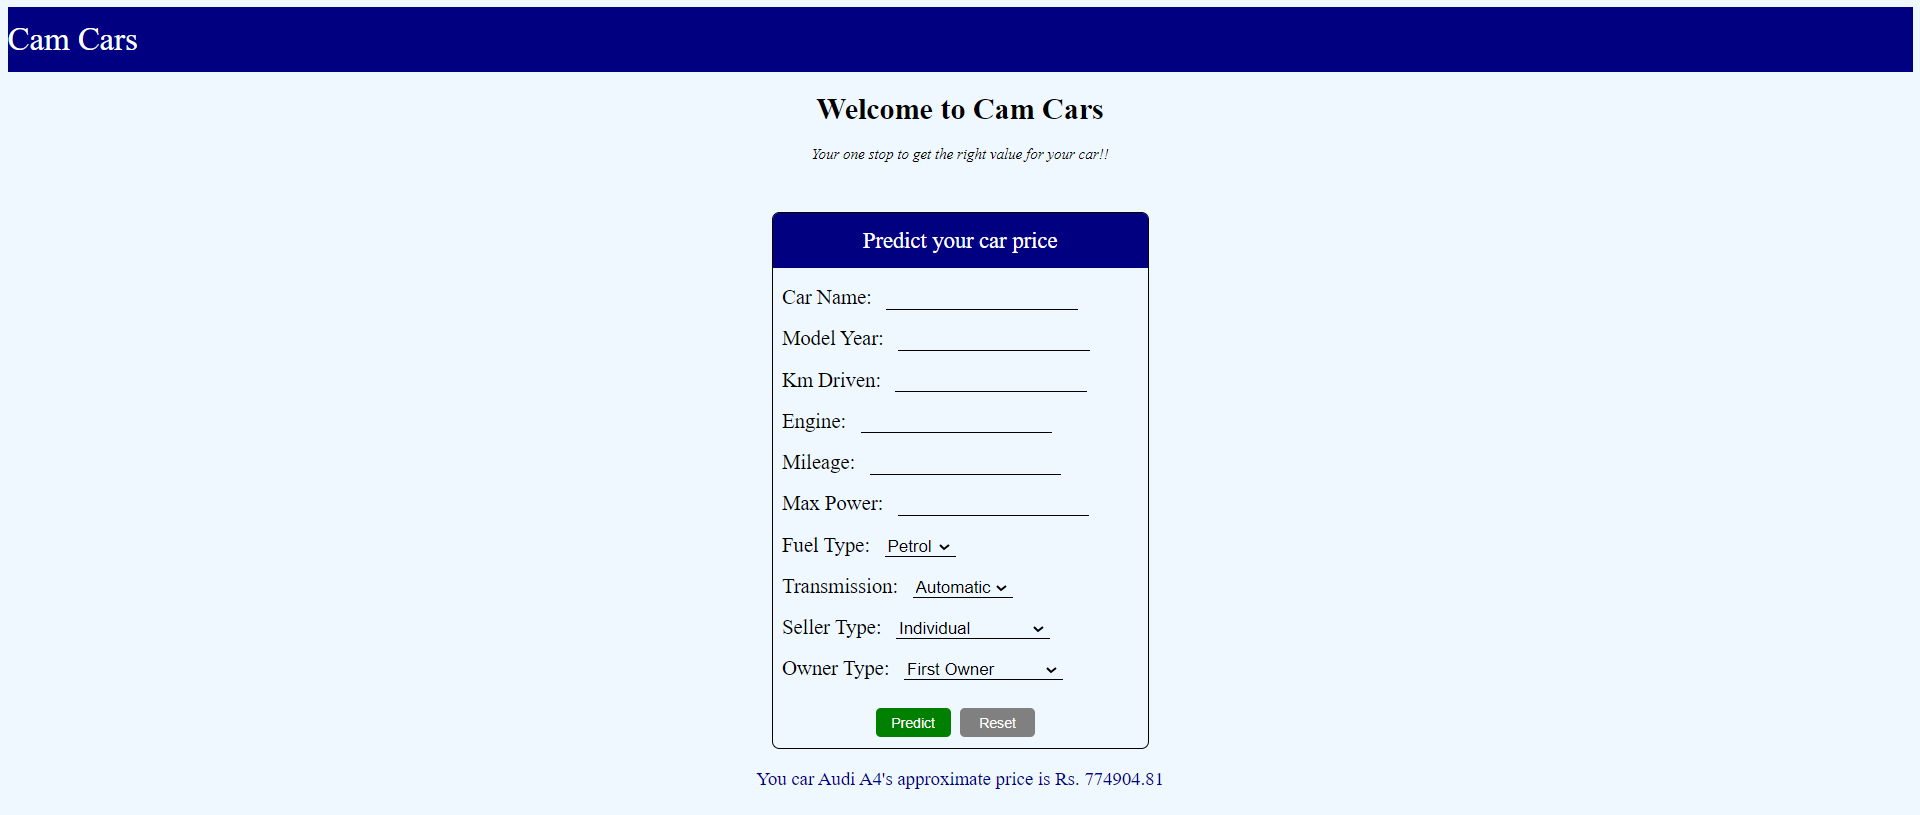 Cam Cars
Welcome to Cam Cars
Your one stop to get the right value for your car!!
Predict your car price
Car Name:
Model Year:
Km Driven:
Engine:
Mileage:
Max Power:
Fuel Type: Petrol
Transmission: Automatic
Seller Type: Individual
Owner Type: First Owner
Predict Reset
You car Audi A4's approximate price is Rs. 774904.81